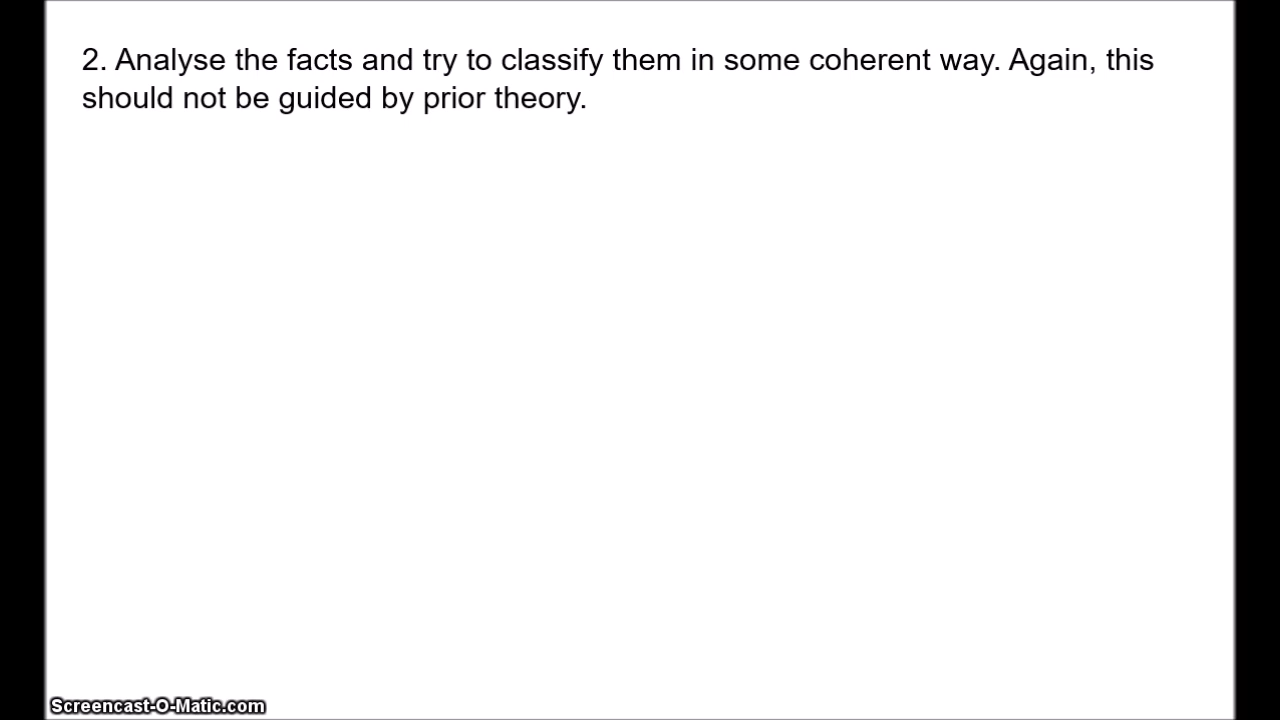 2. Analyse the facts and try to classify them in some coherent way. Again, this
should not be guided by prior theory.
Screencast-O-Matic.com